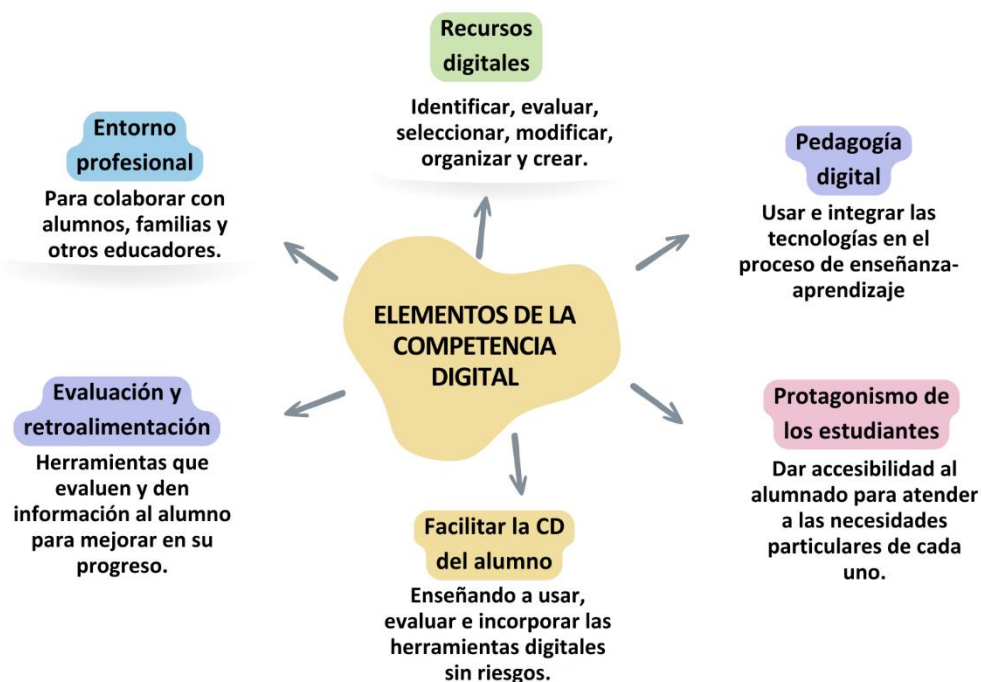 Recursos
digitales
Identificar, evaluar,
seleccionar, modificar,
organizar y crear.
Entorno
profesional
Para colaborar con
alumnos, familias y
otros educadores.
Pedagogía
digital
Usar e integrar las
tecnologías en el
proceso de enseñanza-
aprendizaje
ELEMENTOS DE LA
COMPETENCIA
DIGITAL
Evaluación y
retroalimentación
Herramientas que
evaluen y den
información al alumno
para mejorar en su
progreso.
Protagonismo de
los estudiantes
Dar accesibilidad al
alumnado para atender
a las necesidades
particulares de cada
uno.
Facilitar la CD
del alumno
Enseñando a usar,
evaluar e incorporar las
herramientas digitales
sin riesgos.